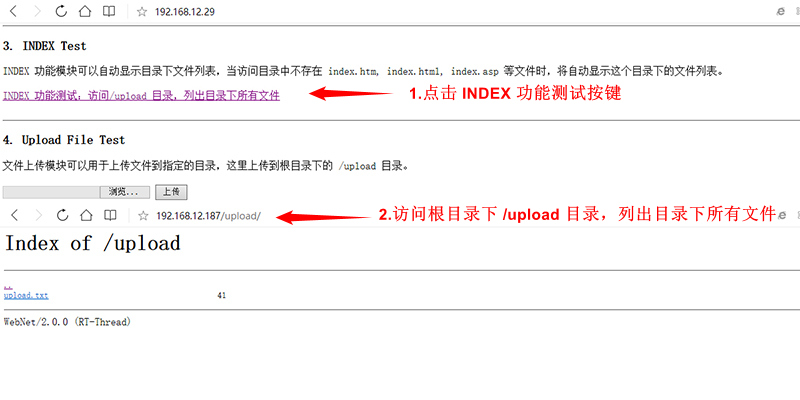 192.168.12.29
3. INDEX Test
INDEX 功能模块可以自动显示目录下文件列表，当访问目录中不存在 index.htm, index.html, index.asp 等文件时，将自动显示这个目录下的文件列表。
INDEX 功能测试：访问/upload 目录，列出目录下所有文件
1.点击 INDEX 功能测试按键
4. Upload File Test
文件上传模块可以用于上传文件到指定的目录，这里上传到根目录下的 /upload 目录。
浏览... 上传
192.168.12.187/upload/
2.访问根目录下 /upload 目录，列出目录下所有文件
Index of /upload
..
upload.txt 41
WebNet/2.0.0 (RT-Thread)